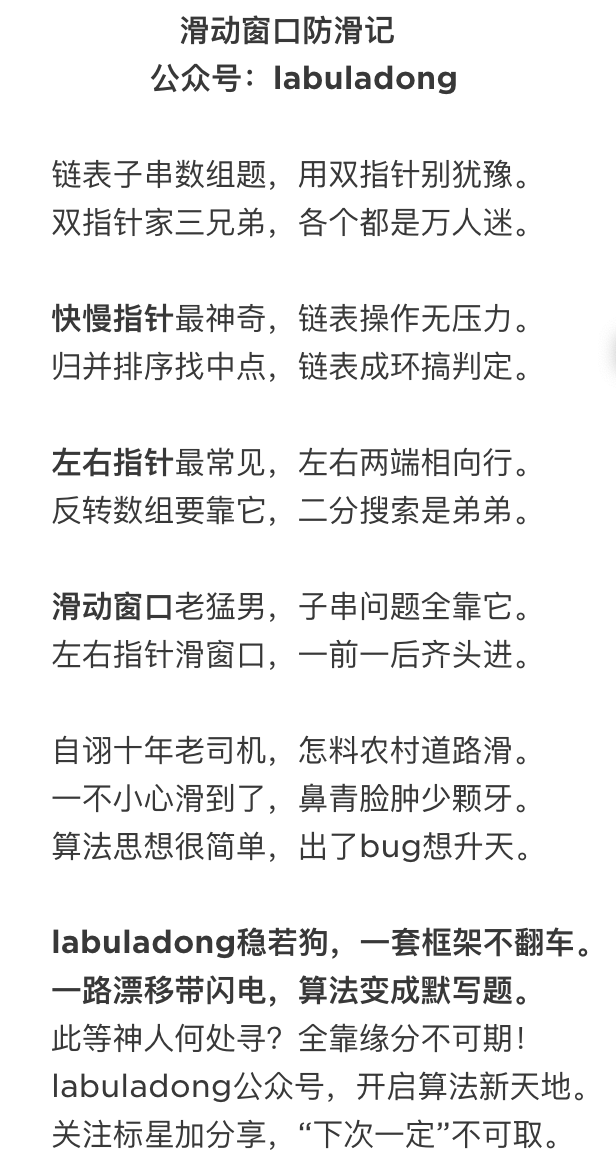 滑动窗口防滑记
公众号：labuladong
链表子串数组题，用双指针别犹豫。
双指针家三兄弟，各个都是万人迷。
快慢指针最神奇，链表操作无压力。
归并排序找中点，链表成环搞判定。
左右指针最常见，左右两端相向行。
反转数组要靠它，二分搜索是弟弟。
滑动窗口老猛男，子串问题全靠它。
左右指针滑窗口，一前一后齐头进。
自诩十年老司机，怎料农村道路滑。
一不小心滑到了，鼻青脸肿少颗牙。
算法思想很简单，出了bug想升天。
labuladong稳若狗，一套框架不翻车。
一路漂移带闪电，算法变成默写题。
此等神人何处寻？全靠缘分不可期！
labuladong公众号，开启算法新天地。
关注标星加分享，“下次一定”不可取。